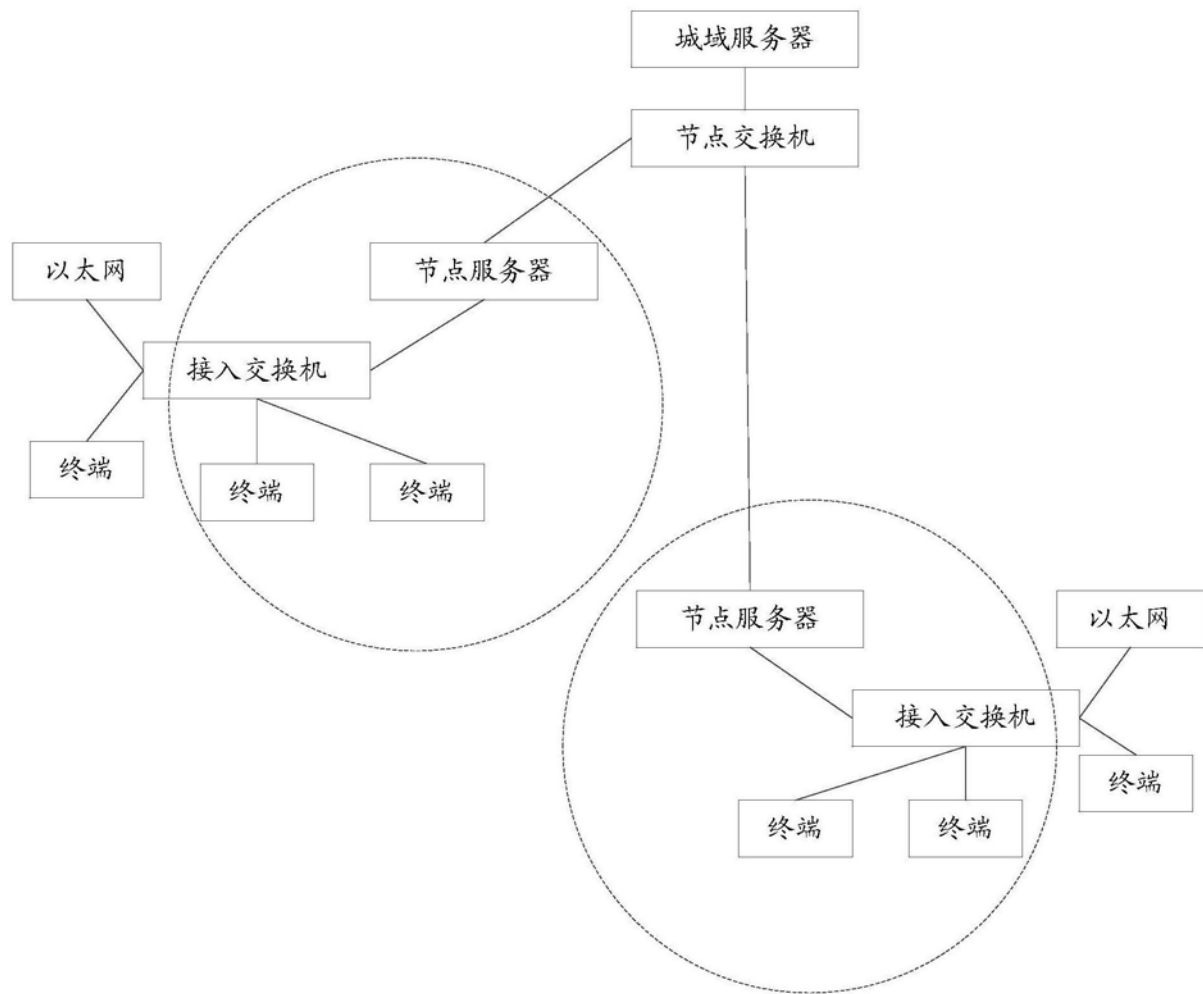 城域服务器
节点交换机
以太网
节点服务器
接入交换机
终端
终端
终端
节点服务器
以太网
接入交换机
终端
终端
终端